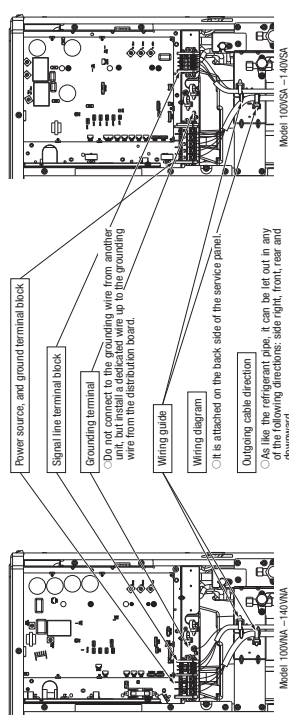 Power source, and ground terminal block
Signal line terminal block
Grounding terminal
○Do not connect to the grounding wire from another
unit, but install a dedicated wire up to the grounding
wire from the distribution board.
Wiring guide
Wiring diagram
○It is attached on the back side of the service panel.
Outgoing cable direction
○As like the refrigerant pipe, it can be let out in any
of the following directions: side right, front, rear and
downward.
Model 100VNA –140VNA
Model 100VSA –140VSA